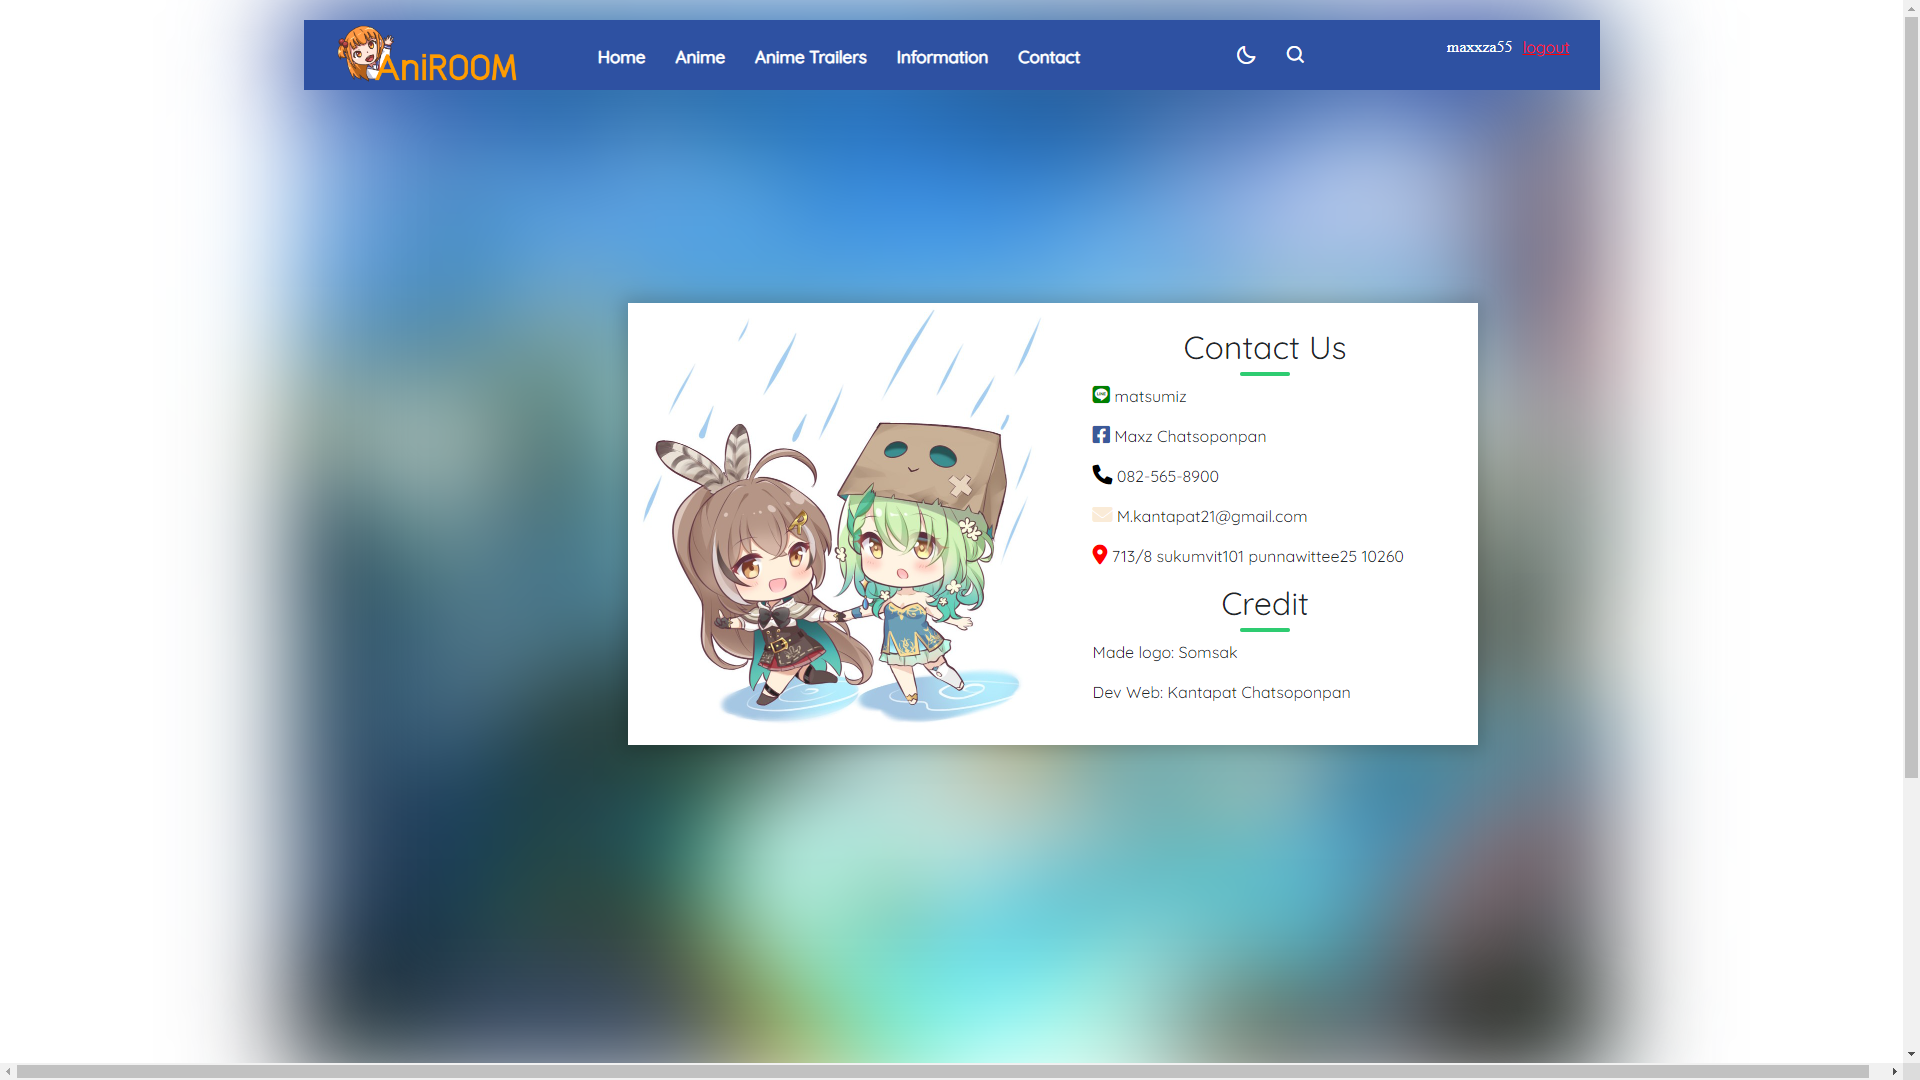 AniROOM
Home Anime Anime Trailers Information Contact
maxxza55 logout
Contact Us
matsumiz
Maxz Chatsoponpan
082-565-8900
M.kantapat21@gmail.com
713/8 sukumvit101 punnawittee25 10260
Credit
Made logo: Somsak
Dev Web: Kantapat Chatsoponpan